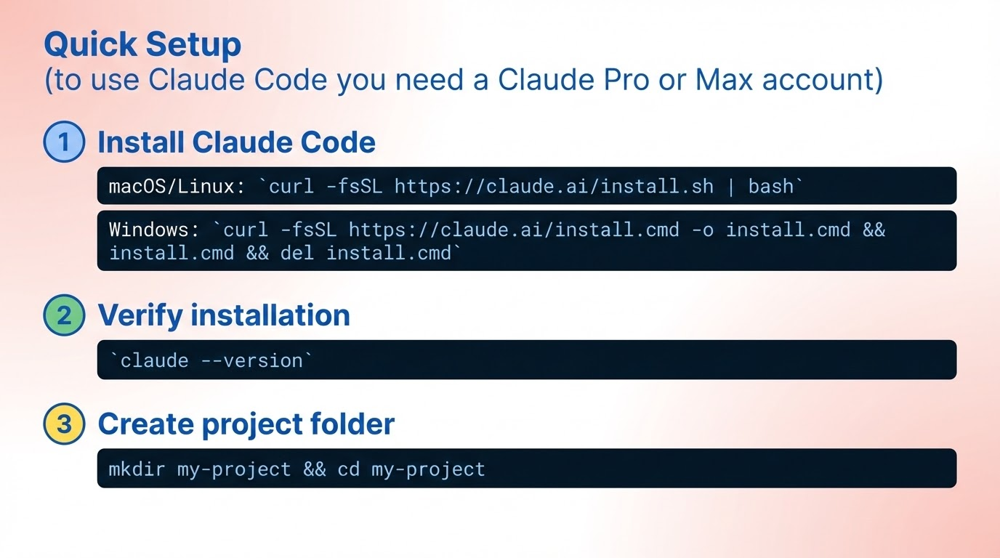 Quick Setup
(to use Claude Code you need a Claude Pro or Max account)
1 Install Claude Code
macOS/Linux: `curl -fsSL https://claude.ai/install.sh | bash`
Windows: `curl -fsSL https://claude.ai/install.cmd -o install.cmd &&
install.cmd && del install.cmd`
2 Verify installation
`claude --version`
3 Create project folder
mkdir my-project && cd my-project